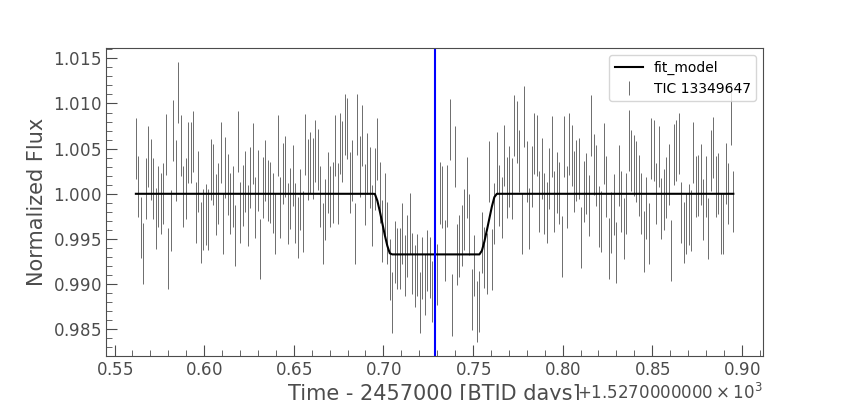 1.015
1.010
1.005
1.000
0.995
0.990
0.985
Normalized Flux
fit_model
TIC 13349647
0.55 0.60 0.65 0.70 0.75 0.80 0.85 0.90
Time - 2457000 [BTJD days]
+1.5270000000 × 10³